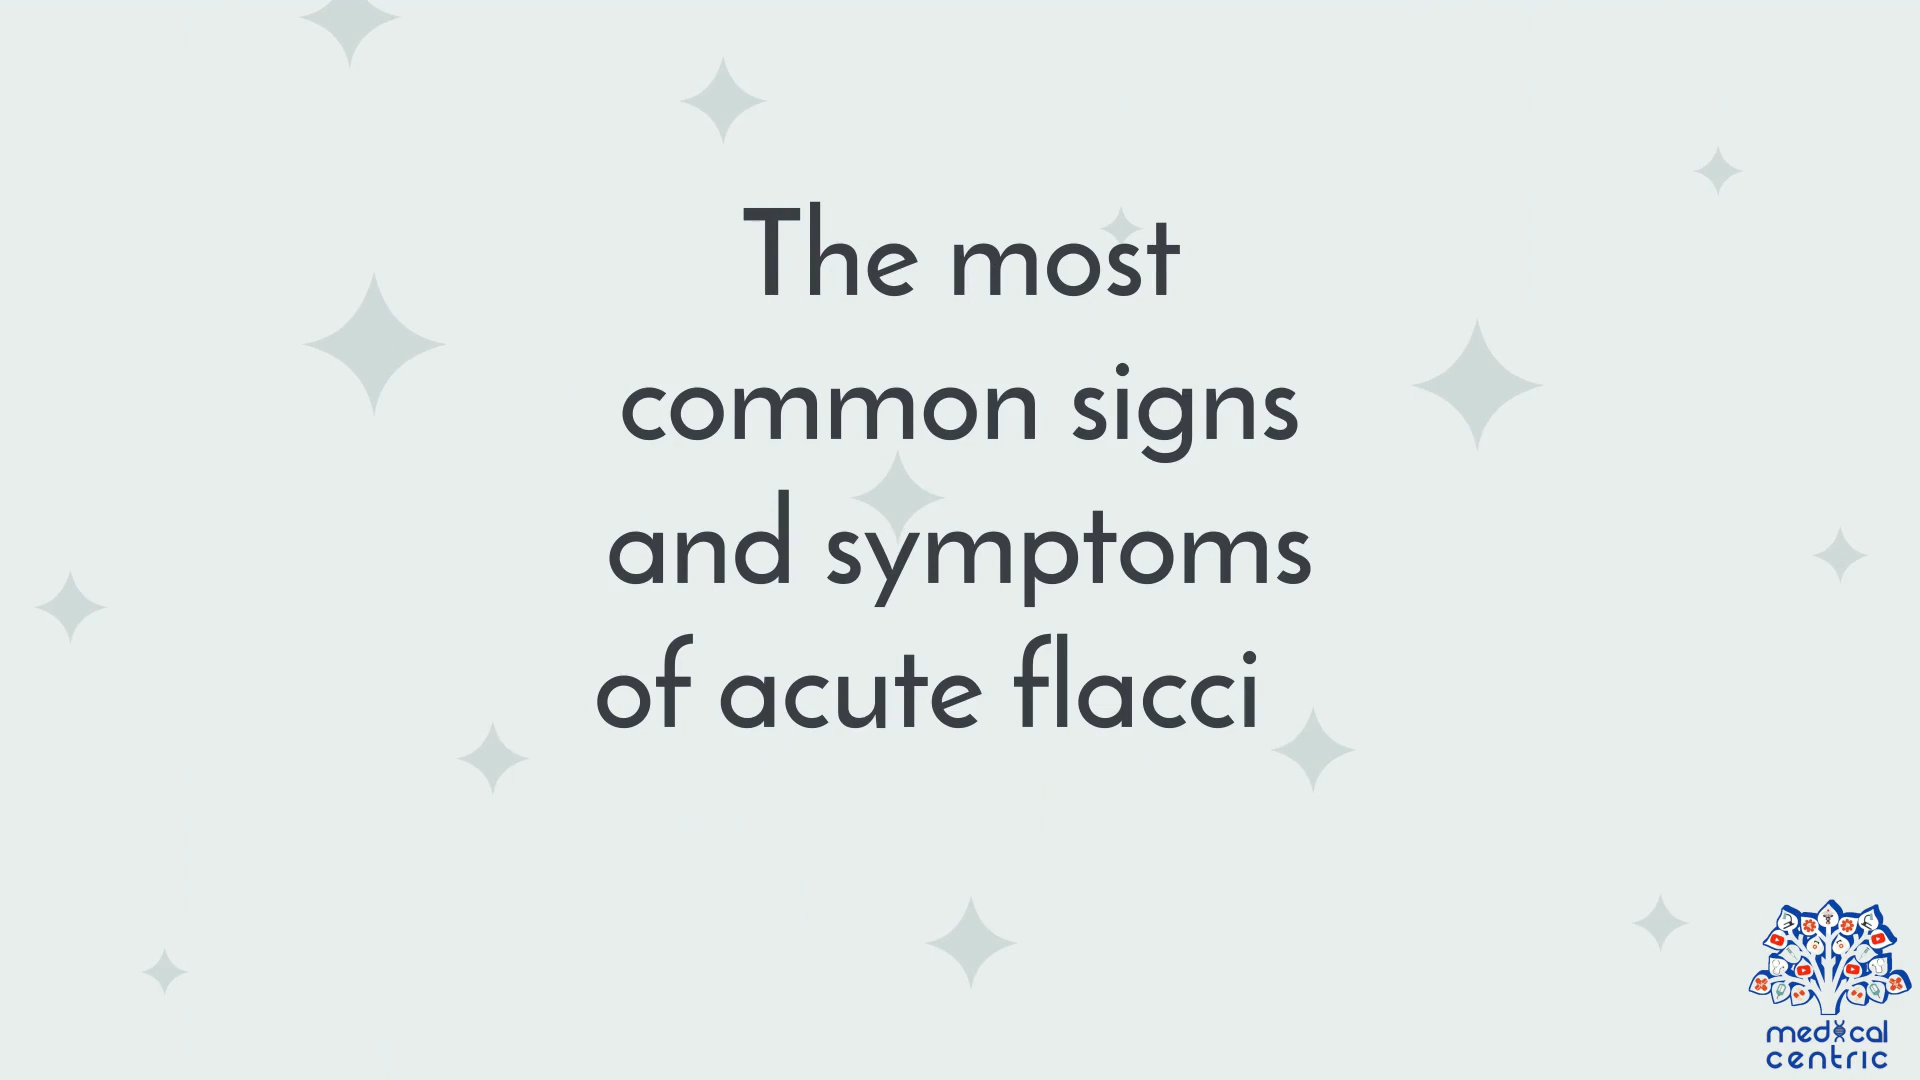 The most
common signs
and symptoms
of acute flacci
medical
centric